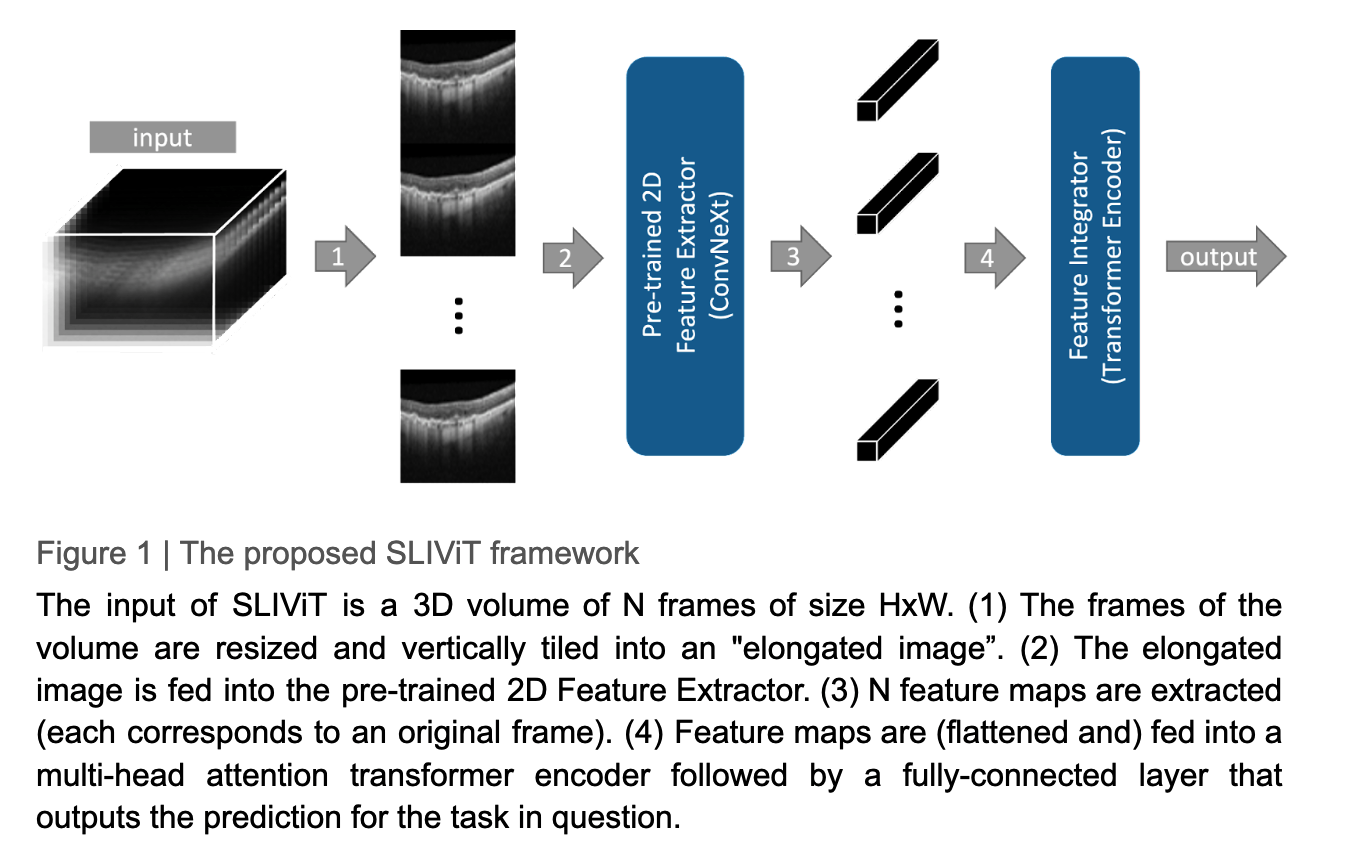 input
1
2
Pre-trained 2D
Feature Extractor
(ConvNeXt)
3
4
Feature Integrator
(Transformer Encoder)
output
Figure 1 | The proposed SLIViT framework
The input of SLIViT is a 3D volume of N frames of size HxW. (1) The frames of the
volume are resized and vertically tiled into an "elongated image”. (2) The elongated
image is fed into the pre-trained 2D Feature Extractor. (3) N feature maps are extracted
(each corresponds to an original frame). (4) Feature maps are (flattened and) fed into a
multi-head attention transformer encoder followed by a fully-connected layer that
outputs the prediction for the task in question.